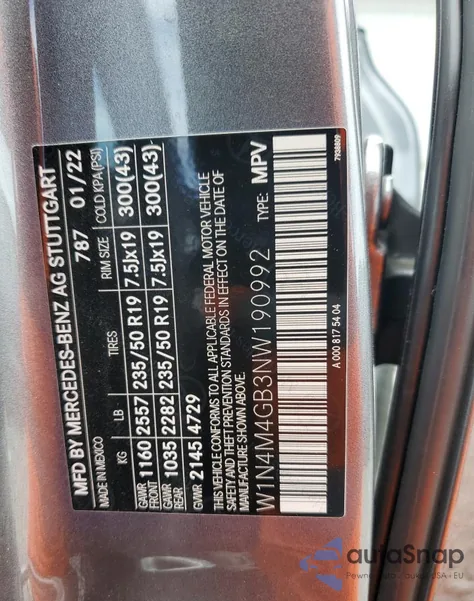 MFD BY MERCEDES-BENZ AG STUTTGART
MADE IN MEXICO 787 01/22
KG LB TIRES RIM SIZE COLD KPA(PSI)
GAWR FRONT 1160 2557 235/50 R19 7.5Jx19 300(43)
GAWR REAR 1035 2282 235/50 R19 7.5Jx19 300(43)
GVWR 2145 4729
THIS VEHICLE CONFORMS TO ALL APPLICABLE FEDERAL MOTOR VEHICLE
SAFETY AND THEFT PREVENTION STANDARDS IN EFFECT ON THE DATE OF
MANUFACTURE SHOWN ABOVE.
W1N4M4GB3NW190992 TYPE: MPV
A 000 817 54 04
7938809
autaSnap